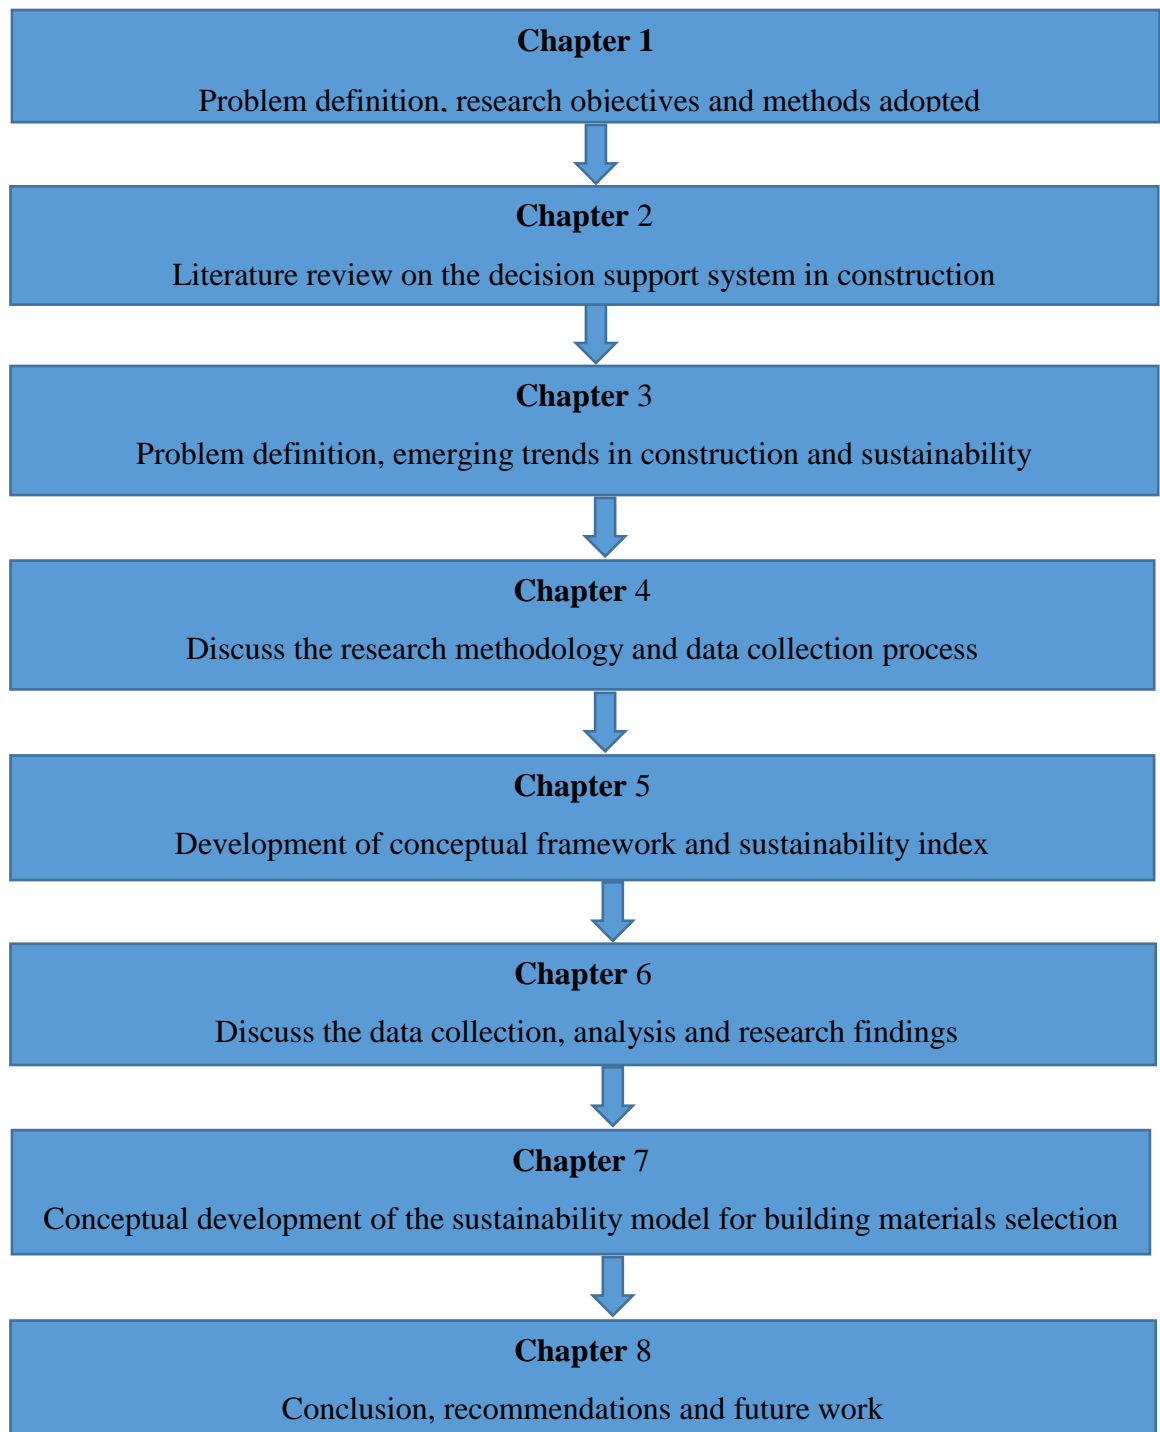 Chapter 1
Problem definition, research objectives and methods adopted
Chapter 2
Literature review on the decision support system in construction
Chapter 3
Problem definition, emerging trends in construction and sustainability
Chapter 4
Discuss the research methodology and data collection process
Chapter 5
Development of conceptual framework and sustainability index
Chapter 6
Discuss the data collection, analysis and research findings
Chapter 7
Conceptual development of the sustainability model for building materials selection
Chapter 8
Conclusion, recommendations and future work